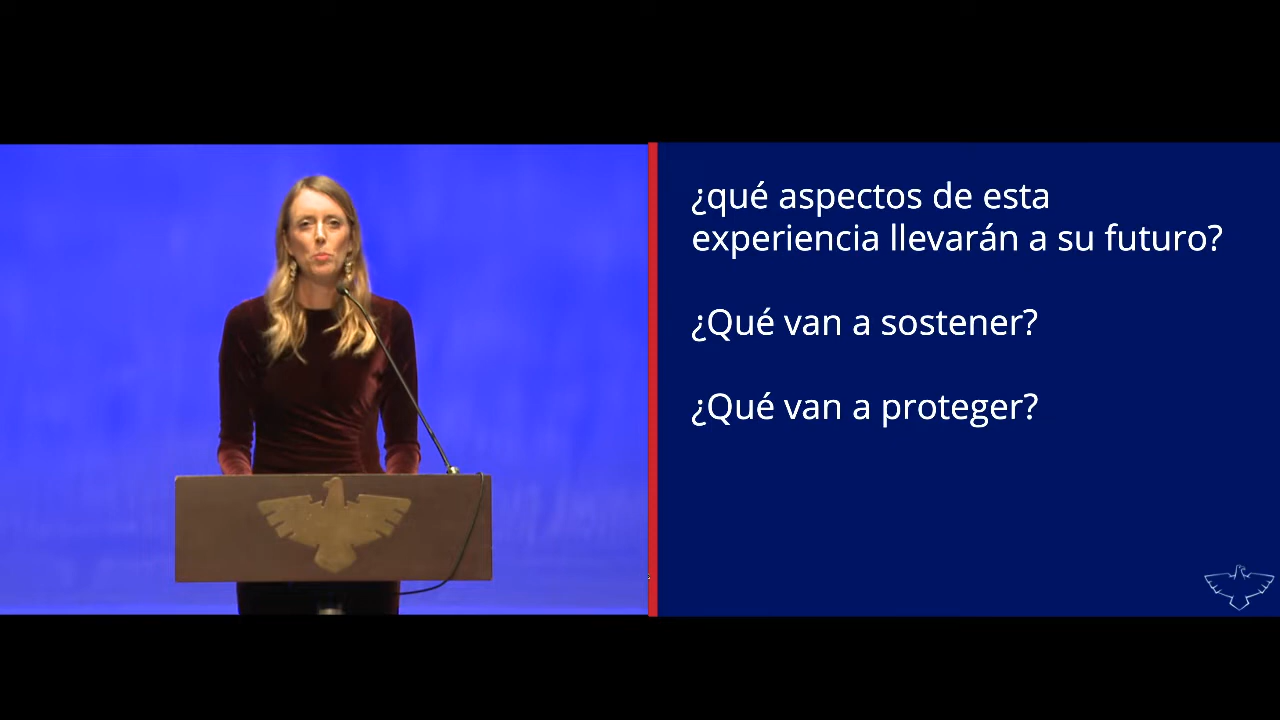 ¿qué aspectos de esta
experiencia llevarán a su futuro?
¿Qué van a sostener?
¿Qué van a proteger?